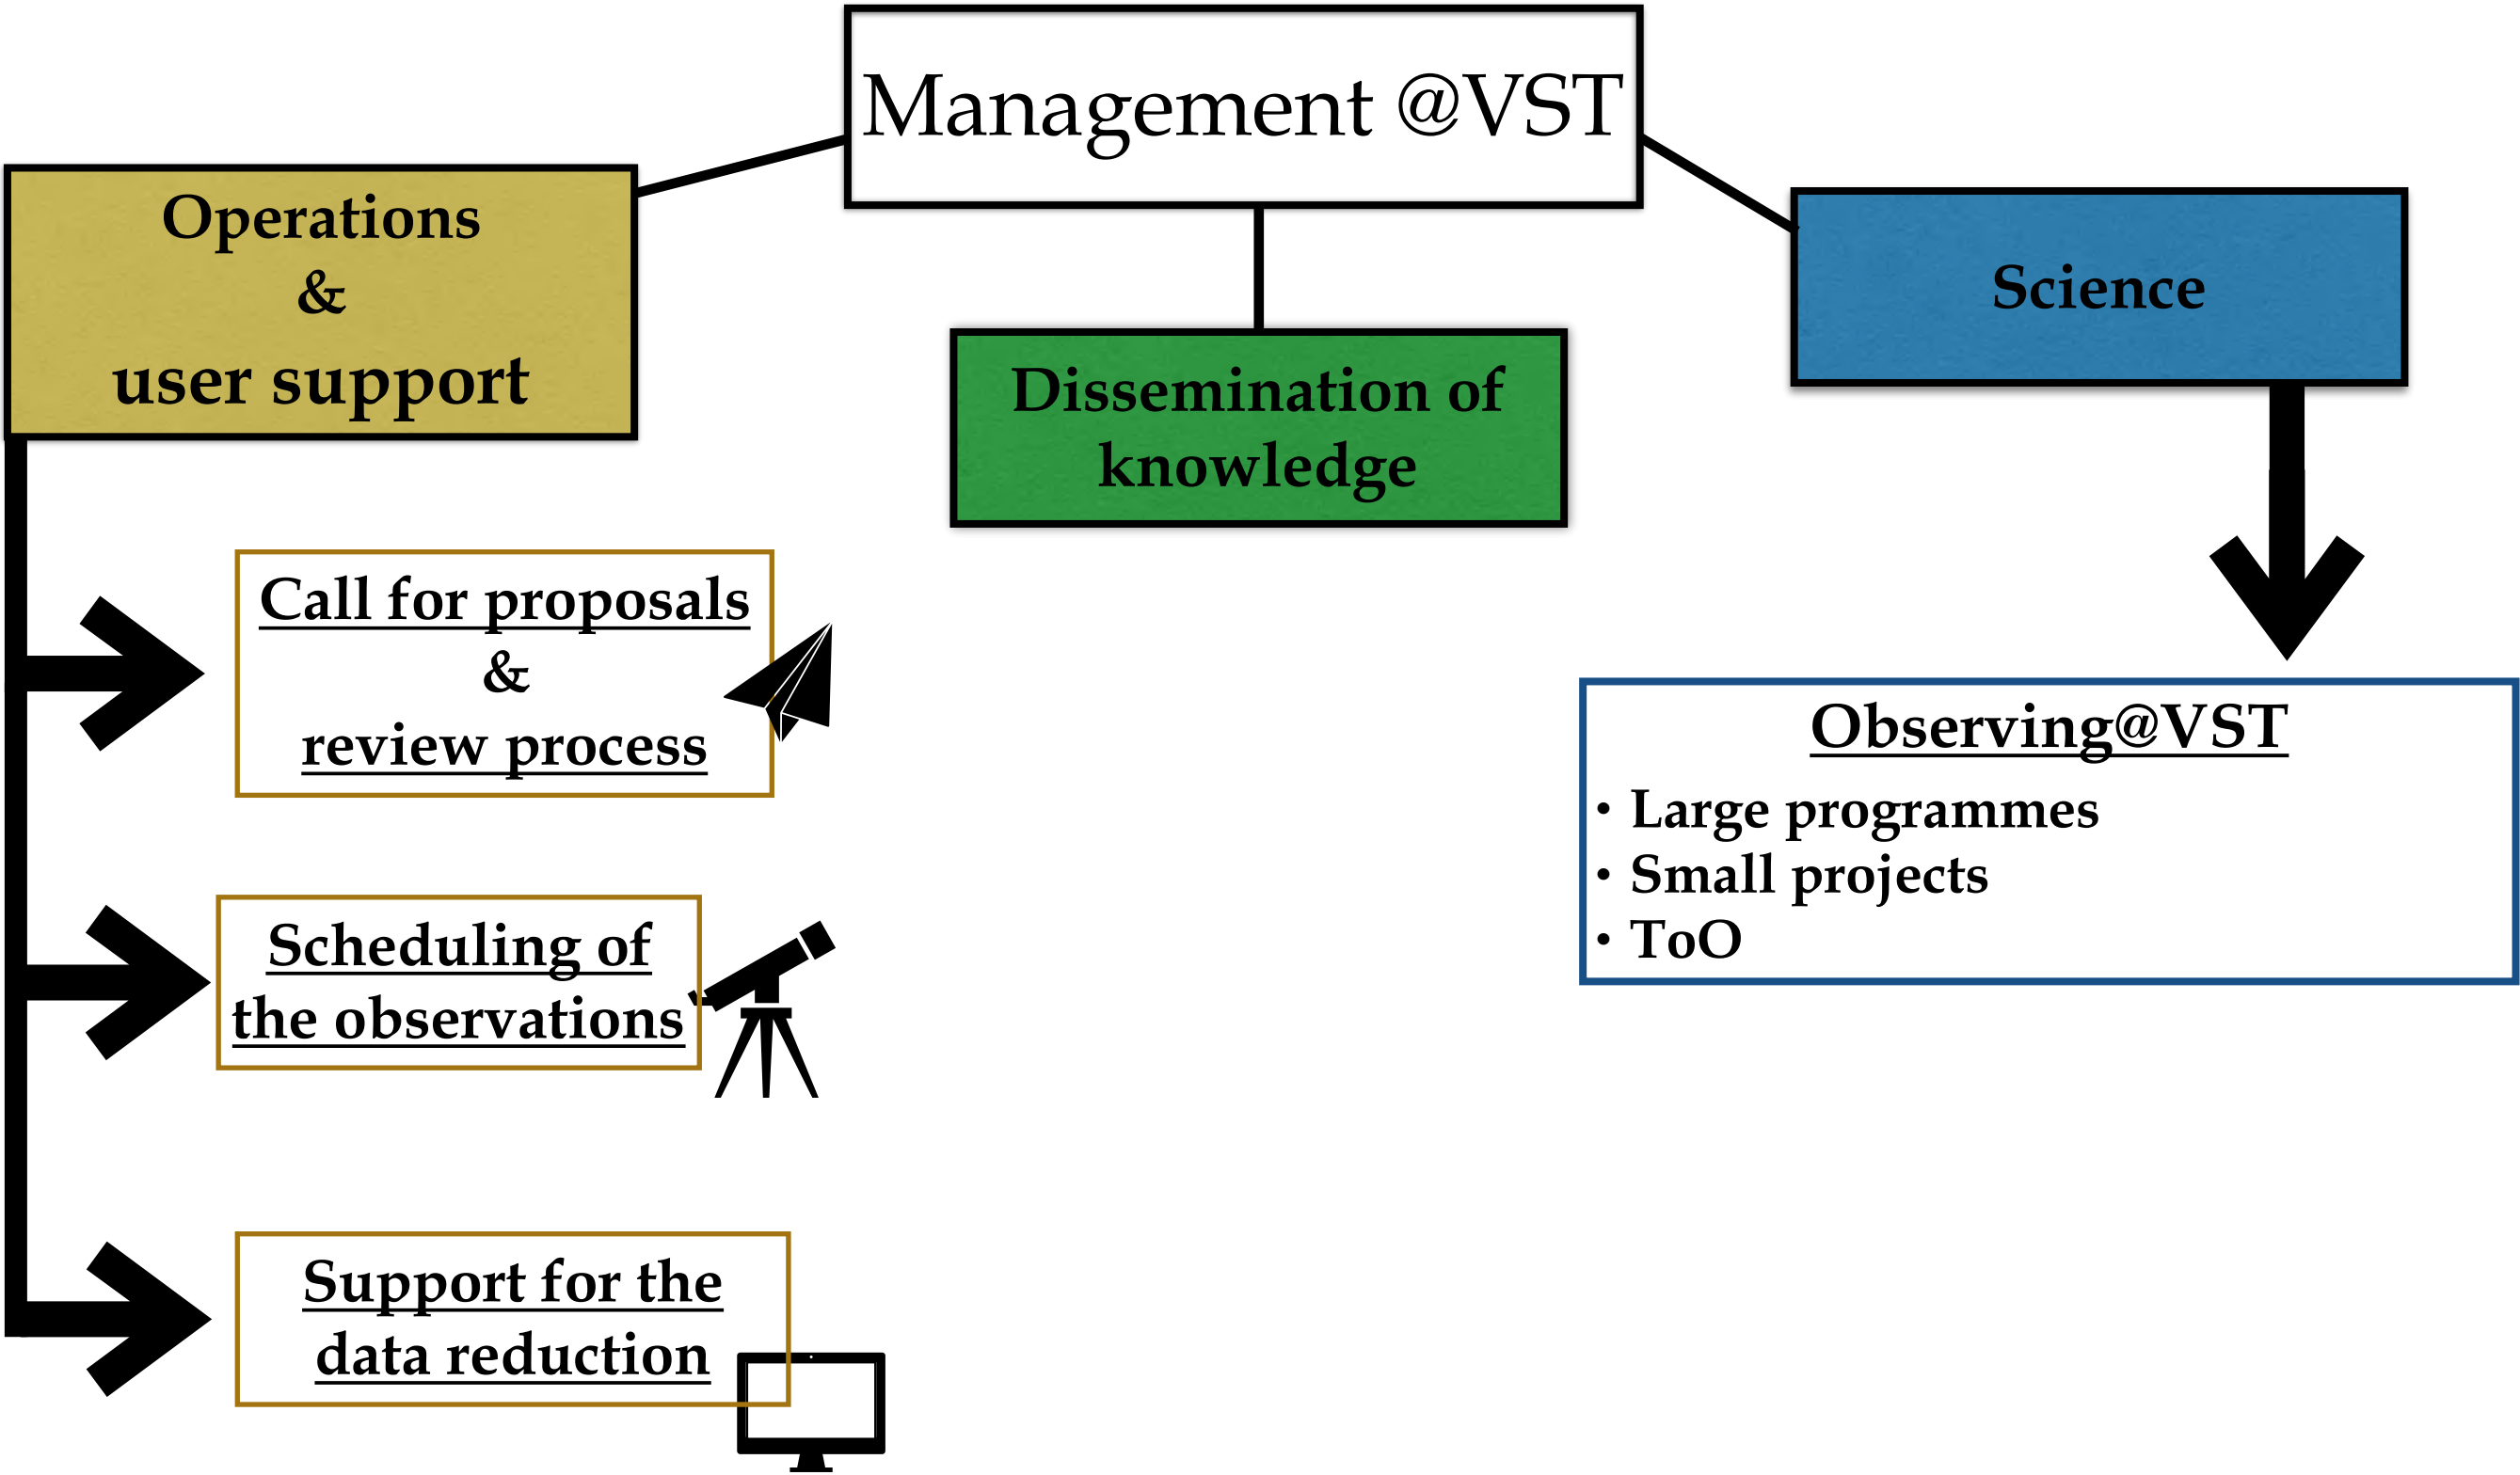 Management @VST
Operations
&
user support
Dissemination of
knowledge
Science
Call for proposals
&
review process
Scheduling of
the observations
Support for the
data reduction
Observing@VST
• Large programmes
• Small projects
• ToO